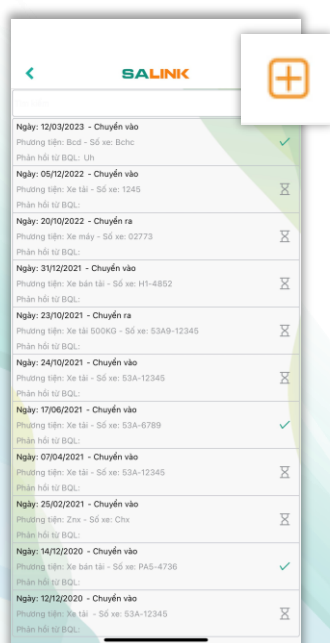 SALINK
Ngày: 12/03/2023 - Chuyển vào
Phương tiện: Bcd - Số xe: Bchc
Phản hồi từ BQL: Uh
Ngày: 05/12/2022 - Chuyển vào
Phương tiện: Xe tải - Số xe: 1245
Phản hồi từ BQL:
Ngày: 20/10/2022 - Chuyển ra
Phương tiện: Xe máy - Số xe: 02773
Phản hồi từ BQL:
Ngày: 31/12/2021 - Chuyển vào
Phương tiện: Xe bán tải - Số xe: H1-4852
Phản hồi từ BQL:
Ngày: 23/10/2021 - Chuyển ra
Phương tiện: Xe tải 500KG - Số xe: 53A9-12345
Phản hồi từ BQL:
Ngày: 24/10/2021 - Chuyển vào
Phương tiện: Xe tải - Số xe: 53A-12345
Phản hồi từ BQL:
Ngày: 17/06/2021 - Chuyển vào
Phương tiện: Xe tải - Số xe: 53A-6789
Phản hồi từ BQL:
Ngày: 07/04/2021 - Chuyển vào
Phương tiện: Xe tải - Số xe: 53A-12345
Phản hồi từ BQL:
Ngày: 25/02/2021 - Chuyển vào
Phương tiện: Znx - Số xe: Chx
Phản hồi từ BQL:
Ngày: 14/12/2020 - Chuyển vào
Phương tiện: Xe bán tải - Số xe: PA5-4736
Phản hồi từ BQL:
Ngày: 12/12/2020 - Chuyển vào
Phương tiện: Xe tải - Số xe: 53A-12345
Phản hồi từ BQL: